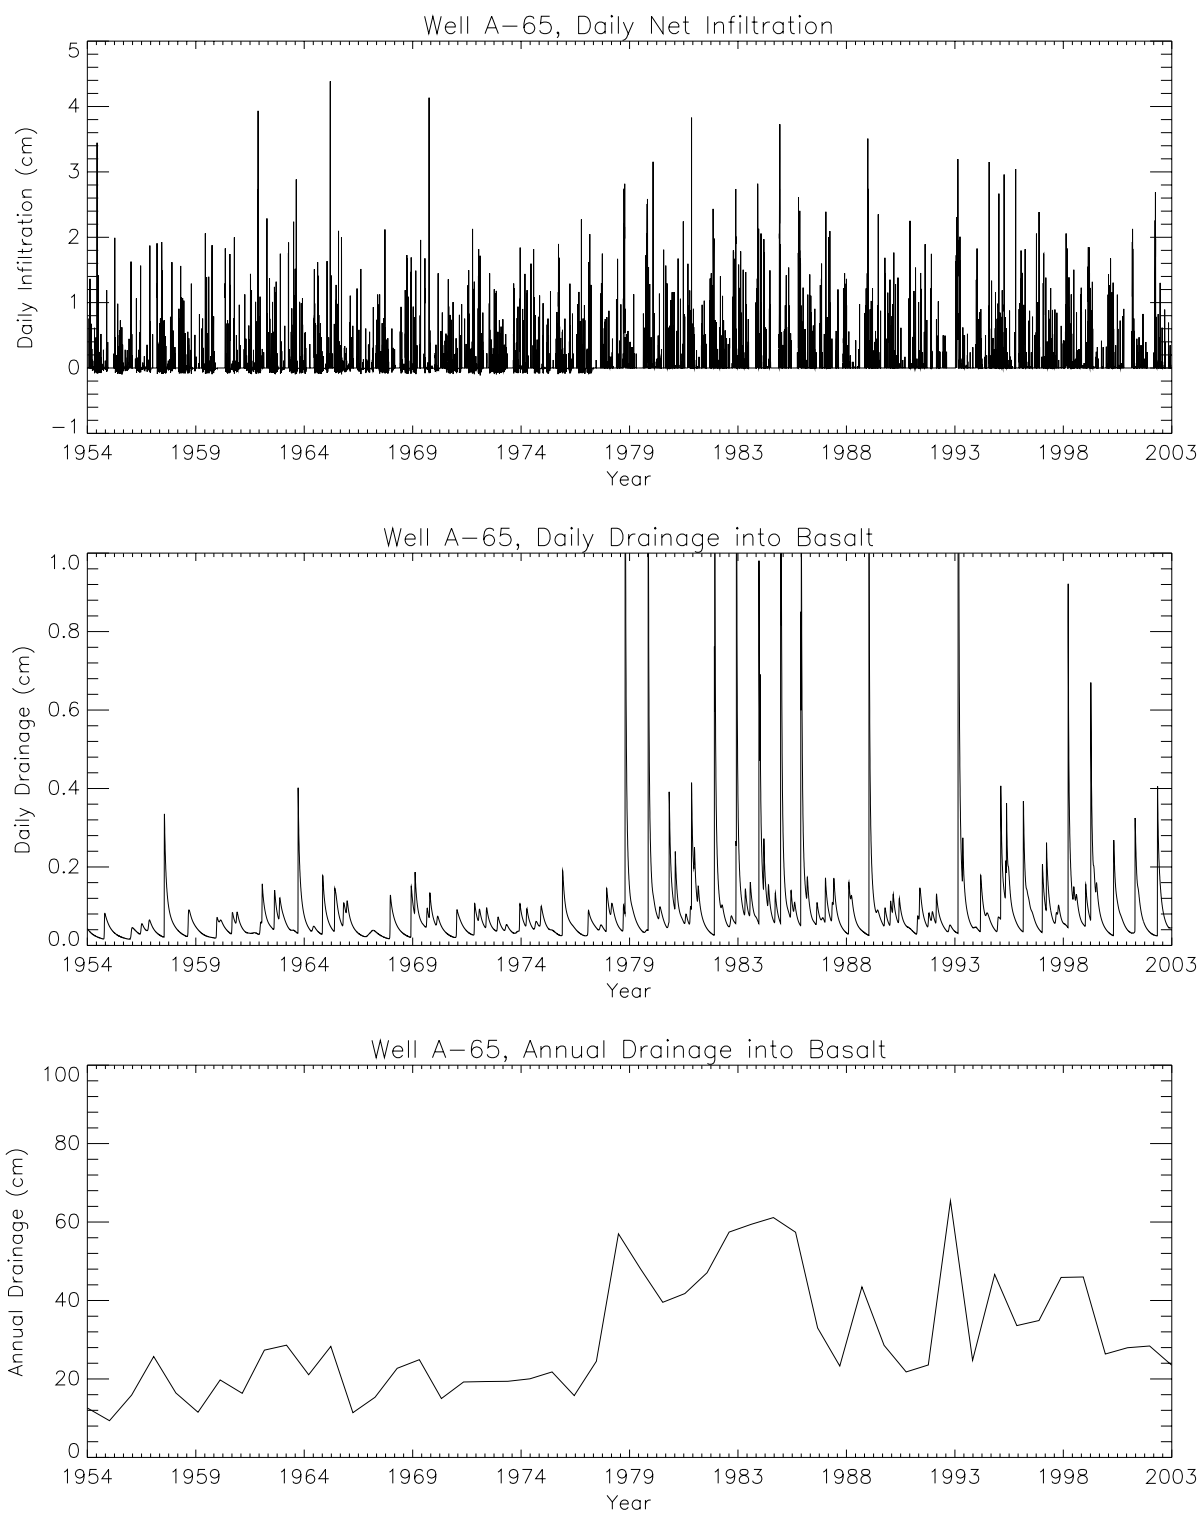 Well A-65, Daily Net Infiltration
5
4
3
2
1
0
-1
Daily Infiltration (cm)
1954 1959 1964 1969 1974 1979 1983 1988 1993 1998 2003
Year
Well A-65, Daily Drainage into Basalt
1.0
0.8
0.6
0.4
0.2
0.0
Daily Drainage (cm)
1954 1959 1964 1969 1974 1979 1983 1988 1993 1998 2003
Year
Well A-65, Annual Drainage into Basalt
100
80
60
40
20
0
Annual Drainage (cm)
1954 1959 1964 1969 1974 1979 1983 1988 1993 1998 2003
Year